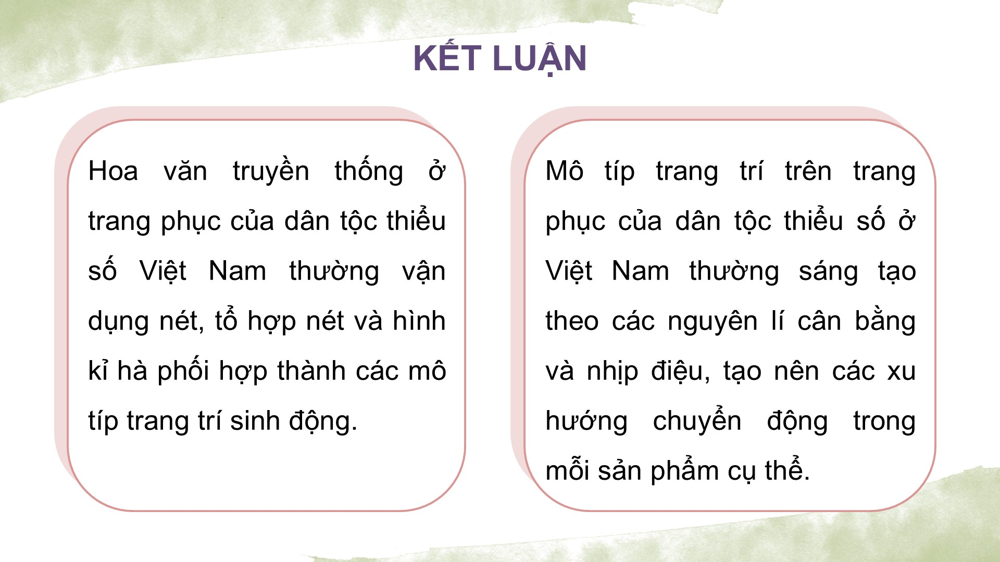 KẾT LUẬN
Hoa văn truyền thống ở
trang phục của dân tộc thiểu
số Việt Nam thường vận
dụng nét, tổ hợp nét và hình
kỉ hà phối hợp thành các mô
típ trang trí sinh động.
Mô típ trang trí trên trang
phục của dân tộc thiểu số ở
Việt Nam thường sáng tạo
theo các nguyên lí cân bằng
và nhịp điệu, tạo nên các xu
hướng chuyển động trong
mỗi sản phẩm cụ thể.